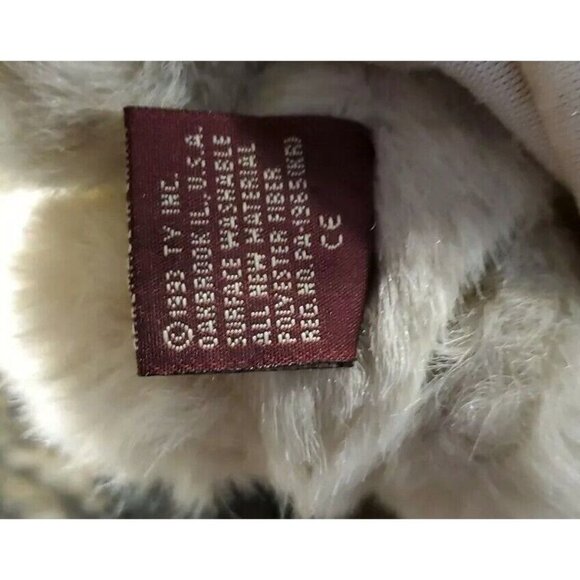 ©1993 TY INC.
OAKBROOK IL. U.S.A.
SURFACE WASHABLE
ALL NEW MATERIAL
POLYESTER FIBER
REG.NO.PA-1965(KR)
CE